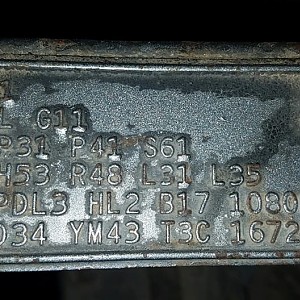 L G11
P31 P41 S61
H53 R48 L31 L35
PDL3 HL2 B17 1080
034 YM43 T3C 1672